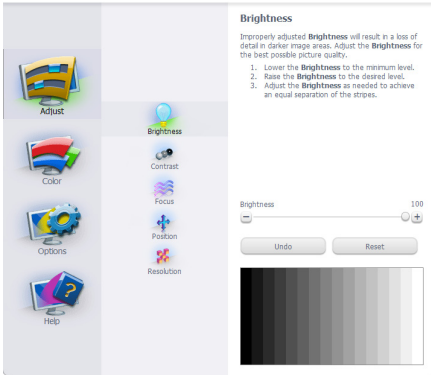 Adjust
Color
Options
Help
Brightness
Contrast
Focus
Position
Resolution
Brightness
Improperly adjusted Brightness will result in a loss of
detail in darker image areas. Adjust the Brightness for
the best possible picture quality.
1. Lower the Brightness to the minimum level.
2. Raise the Brightness to the desired level.
3. Adjust the Brightness as needed to achieve
an equal separation of the stripes.
Brightness 100
Undo Reset